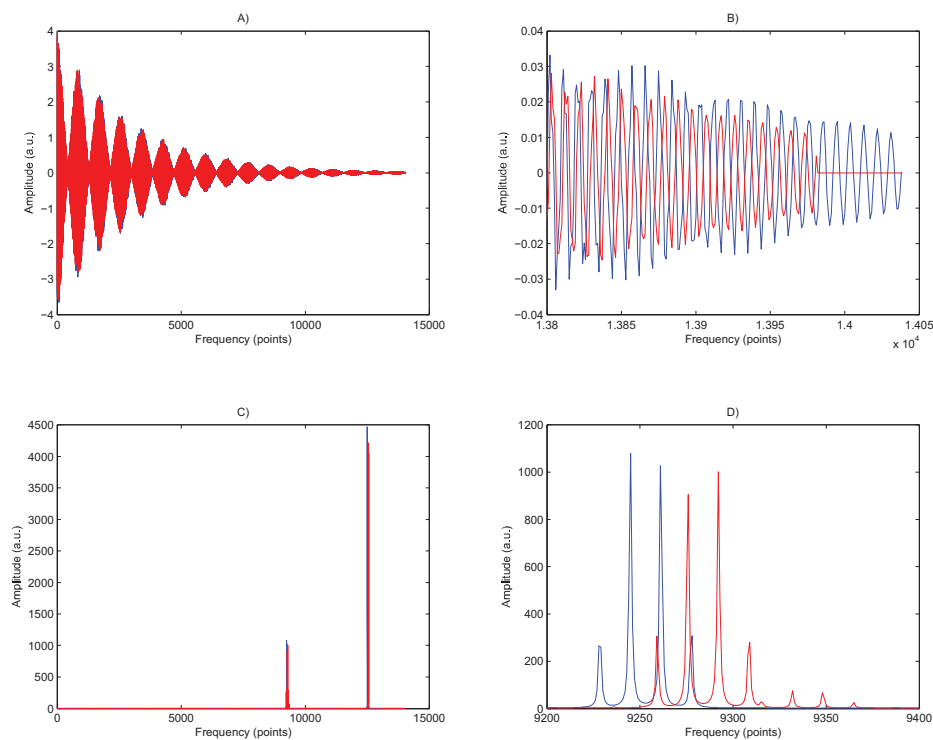 A)
4
3
2
1
0
−1
−2
−3
−4
0 5000 10000 15000
Amplitude (a.u.)
Frequency (points)
B)
0.04
0.03
0.02
0.01
0
−0.01
−0.02
−0.03
−0.04
1.38 1.385 1.39 1.395 1.4 1.405
x 10^4
Amplitude (a.u.)
Frequency (points)
C)
4500
4000
3500
3000
2500
2000
1500
1000
500
0
0 5000 10000 15000
Amplitude (a.u.)
Frequency (points)
D)
1200
1000
800
600
400
200
0
9200 9250 9300 9350 9400
Amplitude (a.u.)
Frequency (points)